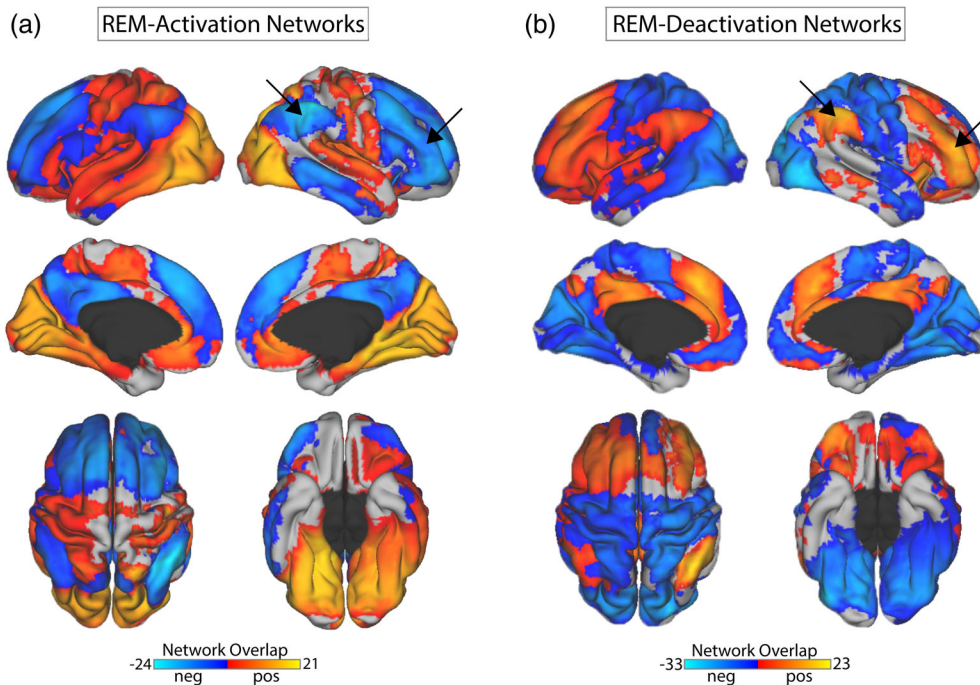 (a) REM-Activation Networks
(b) REM-Deactivation Networks
Network Overlap
-24 21
neg pos
Network Overlap
-33 23
neg pos